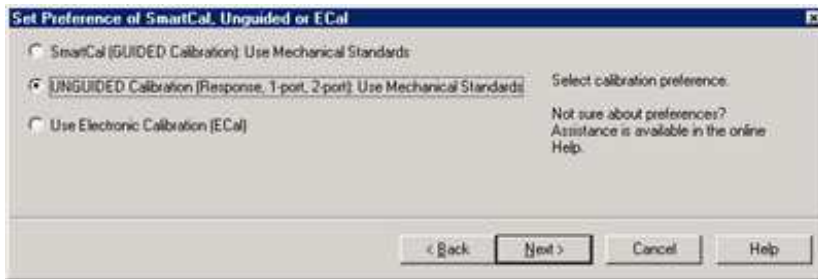 Set Preference of SmartCal, Unguided or ECal
SmartCal (GUIDED Calibration): Use Mechanical Standards
UNGUIDED Calibration (Response, 1-port, 2-port): Use Mechanical Standards
Use Electronic Calibration (ECal)
Select calibration preference.
Not sure about preferences?
Assistance is available in the online
Help.
< Back
Next >
Cancel
Help